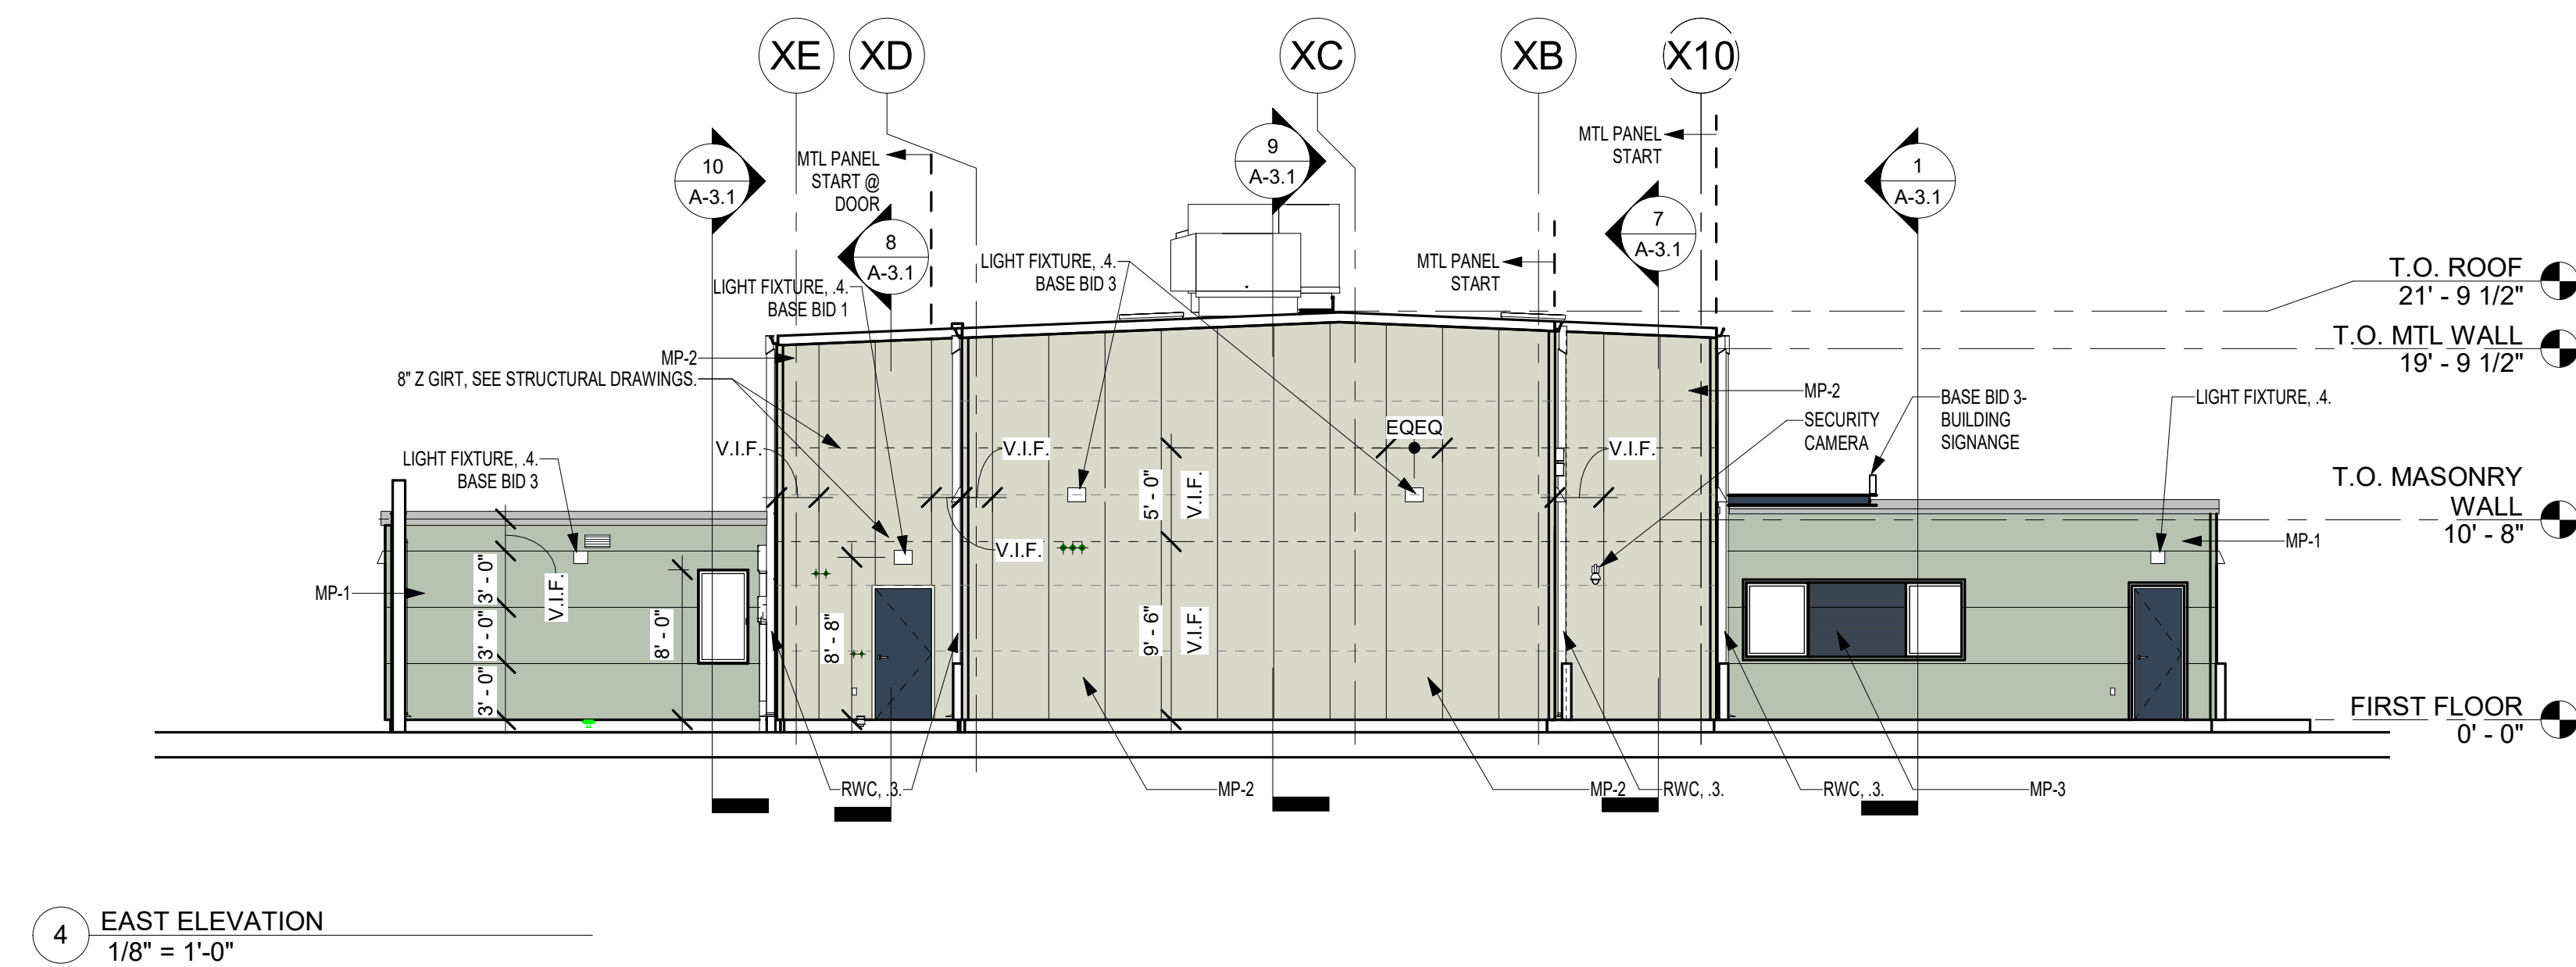 XE
XD
XC
XB
X10
10
A-3.1
MTL PANEL
START @
DOOR
8
A-3.1
9
A-3.1
MTL PANEL
START
MTL PANEL
START
7
A-3.1
1
A-3.1
LIGHT FIXTURE, .4.
BASE BID 1
LIGHT FIXTURE, .4.
BASE BID 3
T.O. ROOF
21' - 9 1/2"
T.O. MTL WALL
19' - 9 1/2"
T.O. MASONRY
WALL
10' - 8"
FIRST FLOOR
0' - 0"
MP-2
8" Z GIRT, SEE STRUCTURAL DRAWINGS.
LIGHT FIXTURE, .4.
BASE BID 3
V.I.F.
V.I.F.
V.I.F.
EQEQ
V.I.F.
MP-2
SECURITY
CAMERA
BASE BID 3-
BUILDING
SIGNANGE
LIGHT FIXTURE, .4.
MP-1
MP-1
3' - 0"
3' - 0"
3' - 0"
V.I.F.
8' - 0"
8' - 8"
5' - 0"
V.I.F.
9' - 6"
V.I.F.
RWC, .3.
MP-2
MP-2
RWC, .3.
RWC, .3.
MP-3
4
EAST ELEVATION
1/8" = 1'-0"